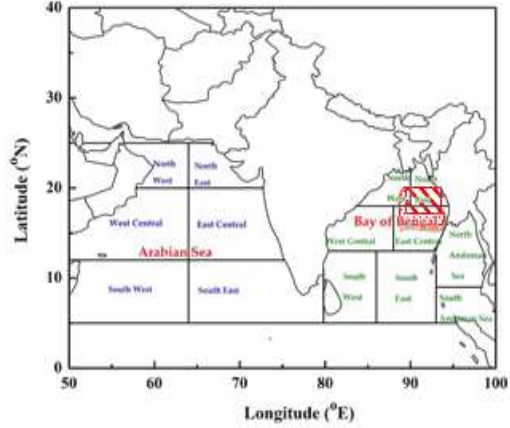 40
30
20
10
0
50
60
70
80
90
100
Latitude (°N)
Longitude (°E)
North
West
North
East
West Central
East Central
Arabian Sea
South West
South East
North
West
North
Bay of Bengal
West Central
East Central
South
West
South
East
North
Andaman
Sea
South
Andaman Sea